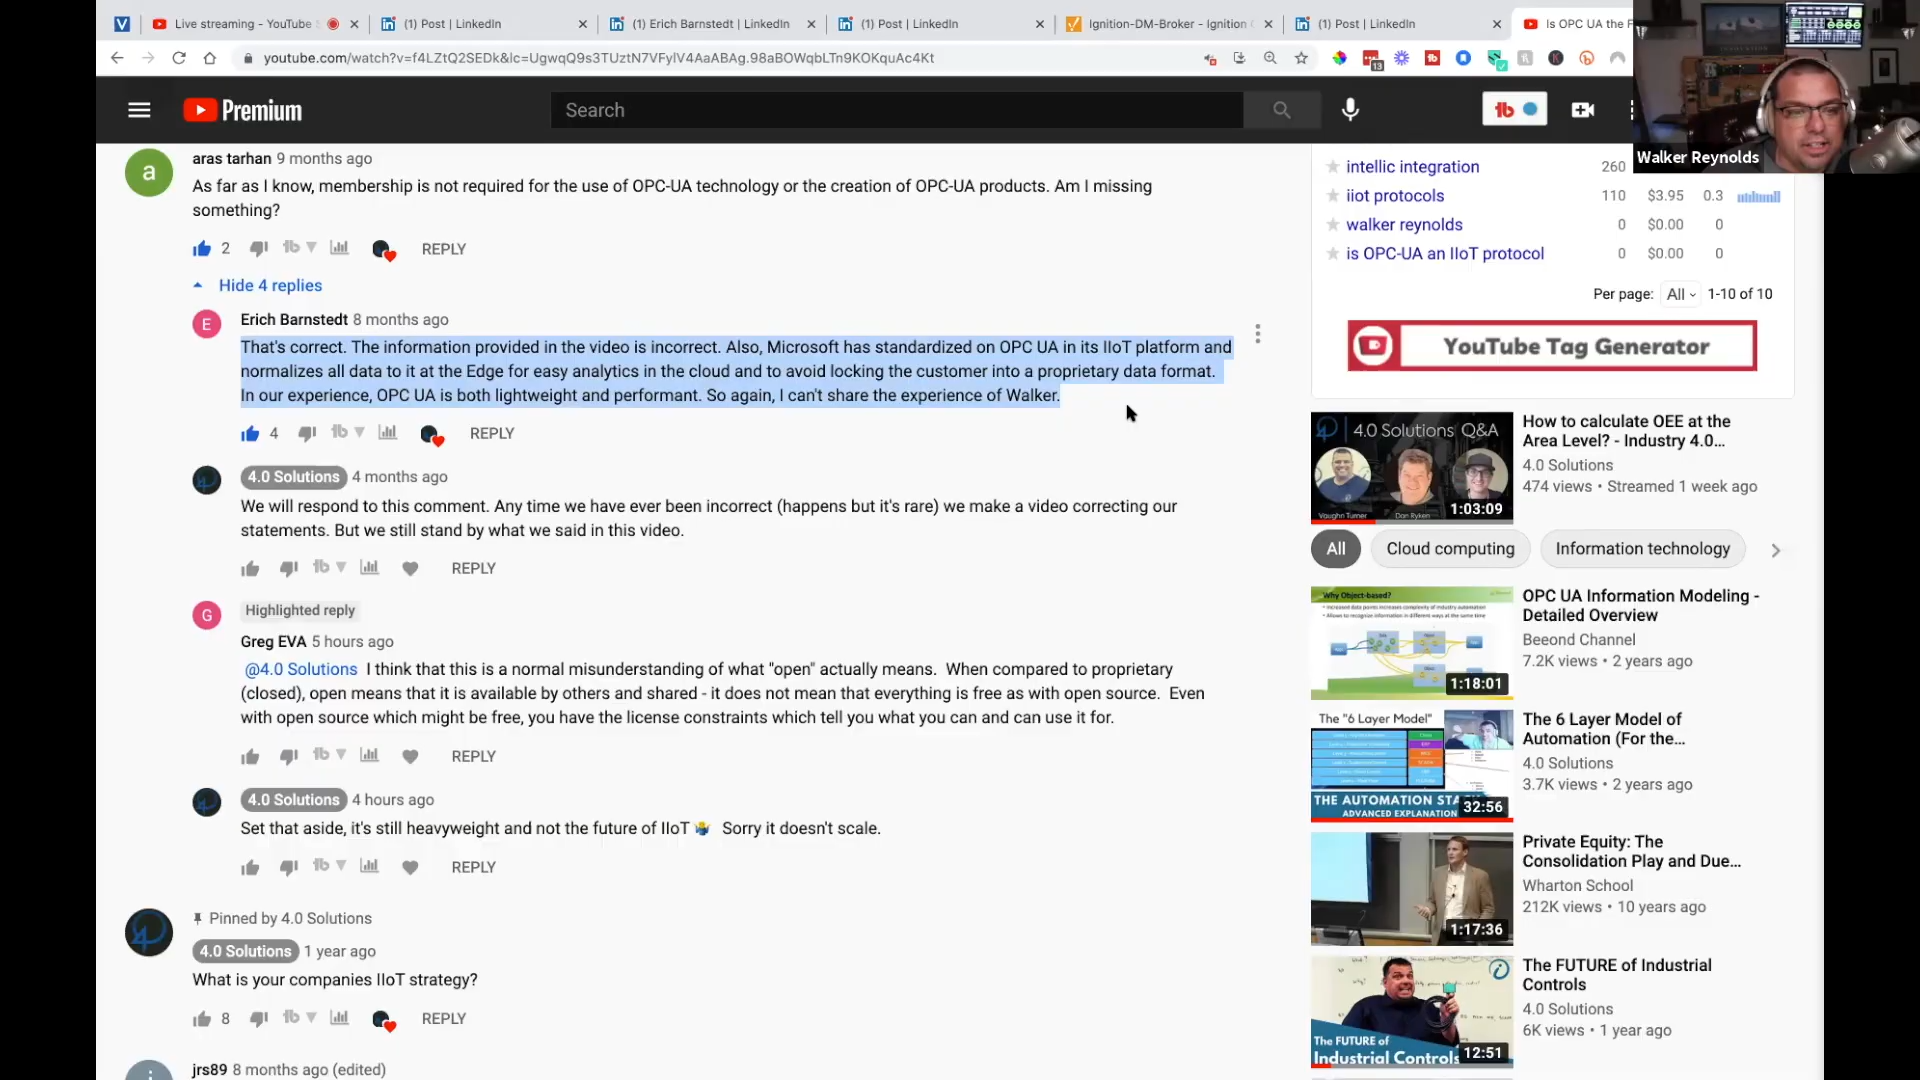 Live streaming - YouTube
(1) Post | LinkedIn
(1) Erich Barnstedt | LinkedIn
(1) Post | LinkedIn
Ignition-DM-Broker - Ignition
(1) Post | LinkedIn
Is OPC UA the F
youtube.com/watch?v=f4LZtQ2SEDk&lc=UgwqQ9s3TUztN7VFylV4AaABAg.98aBOWqbLTn9KOKquAc4Kt
13
Premium
Search
Walker Reynolds
aras tarhan 9 months ago
As far as I know, membership is not required for the use of OPC-UA technology or the creation of OPC-UA products. Am I missing
something?
2
REPLY
Hide 4 replies
Erich Barnstedt 8 months ago
That's correct. The information provided in the video is incorrect. Also, Microsoft has standardized on OPC UA in its IIoT platform and
normalizes all data to it at the Edge for easy analytics in the cloud and to avoid locking the customer into a proprietary data format.
In our experience, OPC UA is both lightweight and performant. So again, I can't share the experience of Walker.
4
REPLY
4.0 Solutions 4 months ago
We will respond to this comment. Any time we have ever been incorrect (happens but it's rare) we make a video correcting our
statements. But we still stand by what we said in this video.
REPLY
Highlighted reply
Greg EVA 5 hours ago
@4.0 Solutions I think that this is a normal misunderstanding of what "open" actually means. When compared to proprietary
(closed), open means that it is available by others and shared - it does not mean that everything is free as with open source. Even
with open source which might be free, you have the license constraints which tell you what you can and can use it for.
REPLY
4.0 Solutions 4 hours ago
Set that aside, it's still heavyweight and not the future of IIoT 🤷 Sorry it doesn't scale.
REPLY
Pinned by 4.0 Solutions
4.0 Solutions 1 year ago
What is your companies IIoT strategy?
8
REPLY
jrs89 8 months ago (edited)
intellic integration 260
iiot protocols 110 $3.95 0.3
walker reynolds 0 $0.00 0
is OPC-UA an IIoT protocol 0 $0.00 0
Per page: All 1-10 of 10
YouTube Tag Generator
4.0 Solutions Q&A
Vaughn Turner Dan Ryken
1:03:09
How to calculate OEE at the
Area Level? - Industry 4.0...
4.0 Solutions
474 views • Streamed 1 week ago
All
Cloud computing
Information technology
Why Object-based?
1:18:01
OPC UA Information Modeling -
Detailed Overview
Beeond Channel
7.2K views • 2 years ago
The "6 Layer Model"
THE AUTOMATION STACK
ADVANCED EXPLANATION
32:56
The 6 Layer Model of
Automation (For the...
4.0 Solutions
3.7K views • 2 years ago
1:17:36
Private Equity: The
Consolidation Play and Due...
Wharton School
212K views • 10 years ago
The FUTURE of
Industrial Controls
12:51
The FUTURE of Industrial
Controls
4.0 Solutions
6K views • 1 year ago